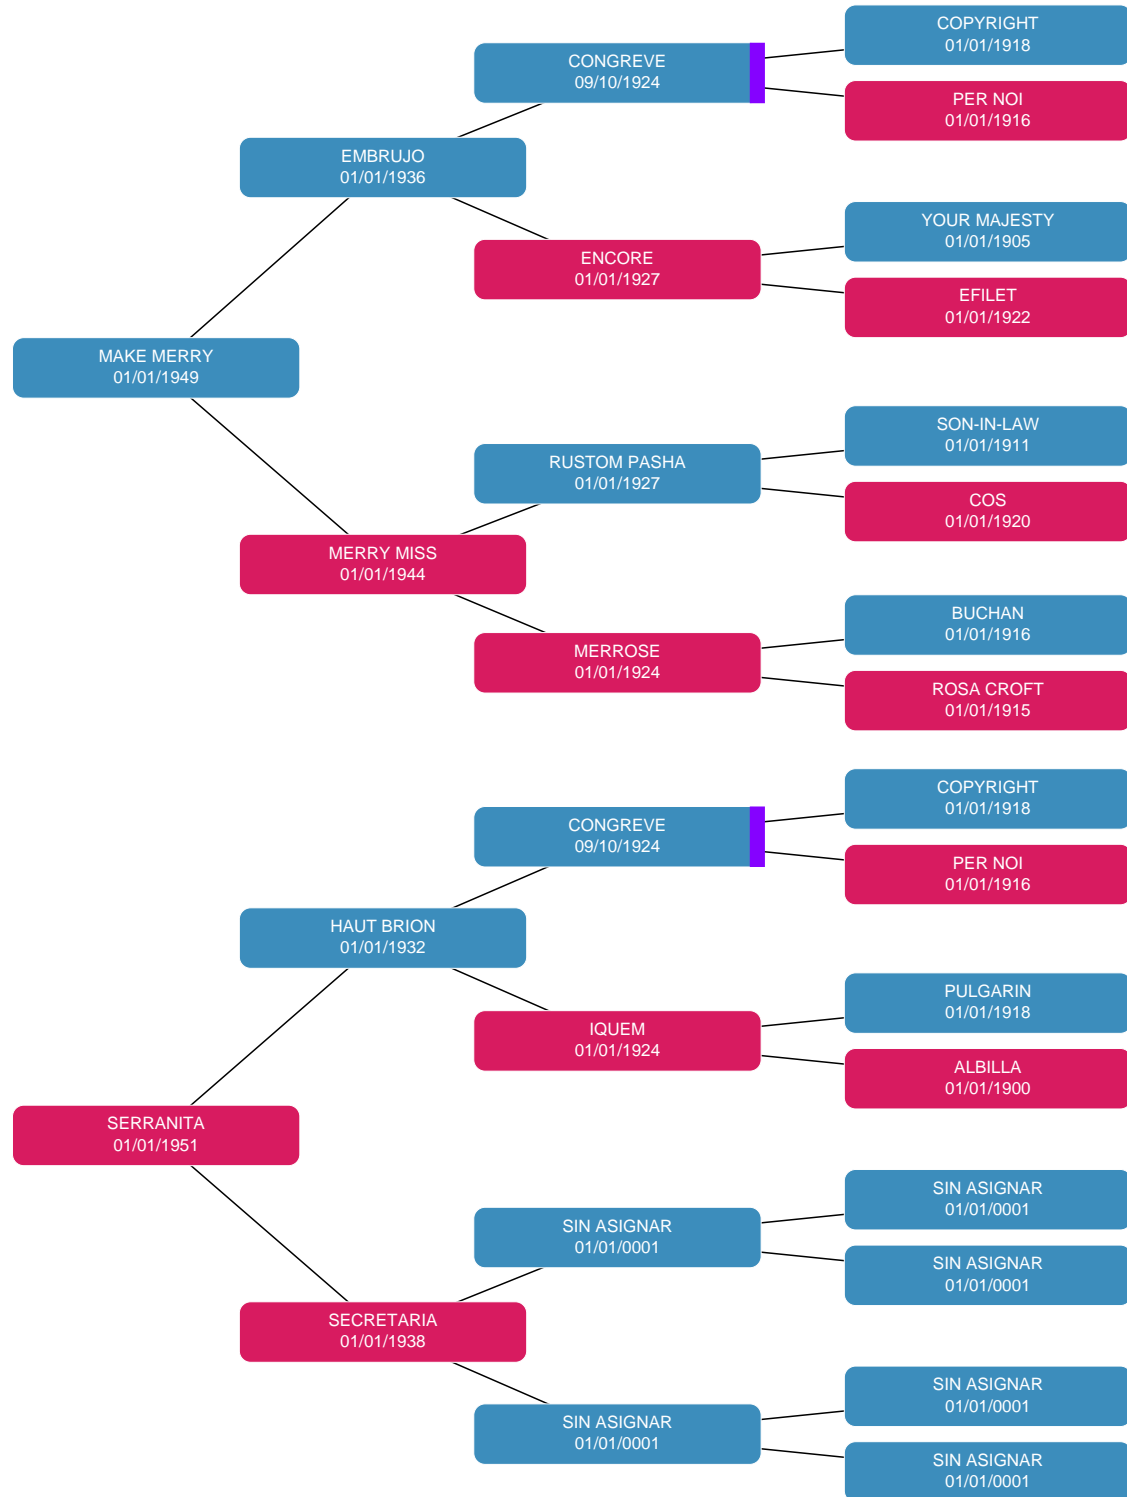 COPYRIGHT
01/01/1918
CONGREVE
09/10/1924
PER NOI
01/01/1916
EMBRUJO
01/01/1936
YOUR MAJESTY
01/01/1905
ENCORE
01/01/1927
EFILET
01/01/1922
MAKE MERRY
01/01/1949
SON-IN-LAW
01/01/1911
RUSTOM PASHA
01/01/1927
COS
01/01/1920
MERRY MISS
01/01/1944
BUCHAN
01/01/1916
MERROSE
01/01/1924
ROSA CROFT
01/01/1915
COPYRIGHT
01/01/1918
CONGREVE
09/10/1924
PER NOI
01/01/1916
HAUT BRION
01/01/1932
PULGARIN
01/01/1918
IQUEM
01/01/1924
ALBILLA
01/01/1900
SERRANITA
01/01/1951
SIN ASIGNAR
01/01/0001
SIN ASIGNAR
01/01/0001
SIN ASIGNAR
01/01/0001
SECRETARIA
01/01/1938
SIN ASIGNAR
01/01/0001
SIN ASIGNAR
01/01/0001
SIN ASIGNAR
01/01/0001